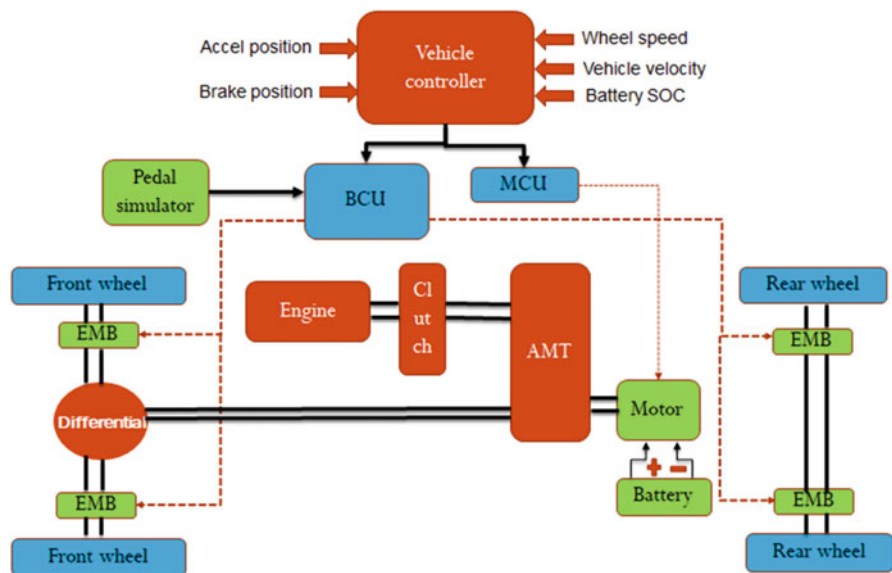 Accel position
Brake position
Vehicle
controller
Wheel speed
Vehicle velocity
Battery SOC
Pedal
simulator
BCU
MCU
Front wheel
EMB
Differential
EMB
Front wheel
Engine
Cl
ut
ch
AMT
Motor
+ −
Battery
Rear wheel
EMB
EMB
Rear wheel